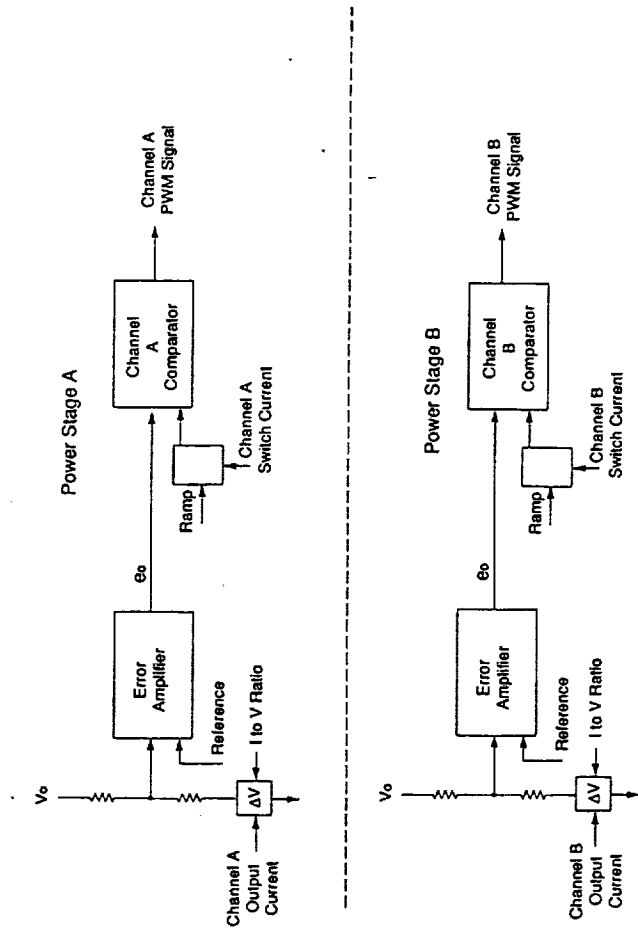 Power Stage A
Vo
Channel A
Output
Current
ΔV
I to V Ratio
Reference
Error
Amplifier
eo
Ramp
Channel A
Switch Current
Channel
A
Comparator
Channel A
PWM Signal
Power Stage B
Vo
Channel B
Output
Current
ΔV
I to V Ratio
Reference
Error
Amplifier
eo
Ramp
Channel B
Switch Current
Channel
B
Comparator
Channel B
PWM Signal